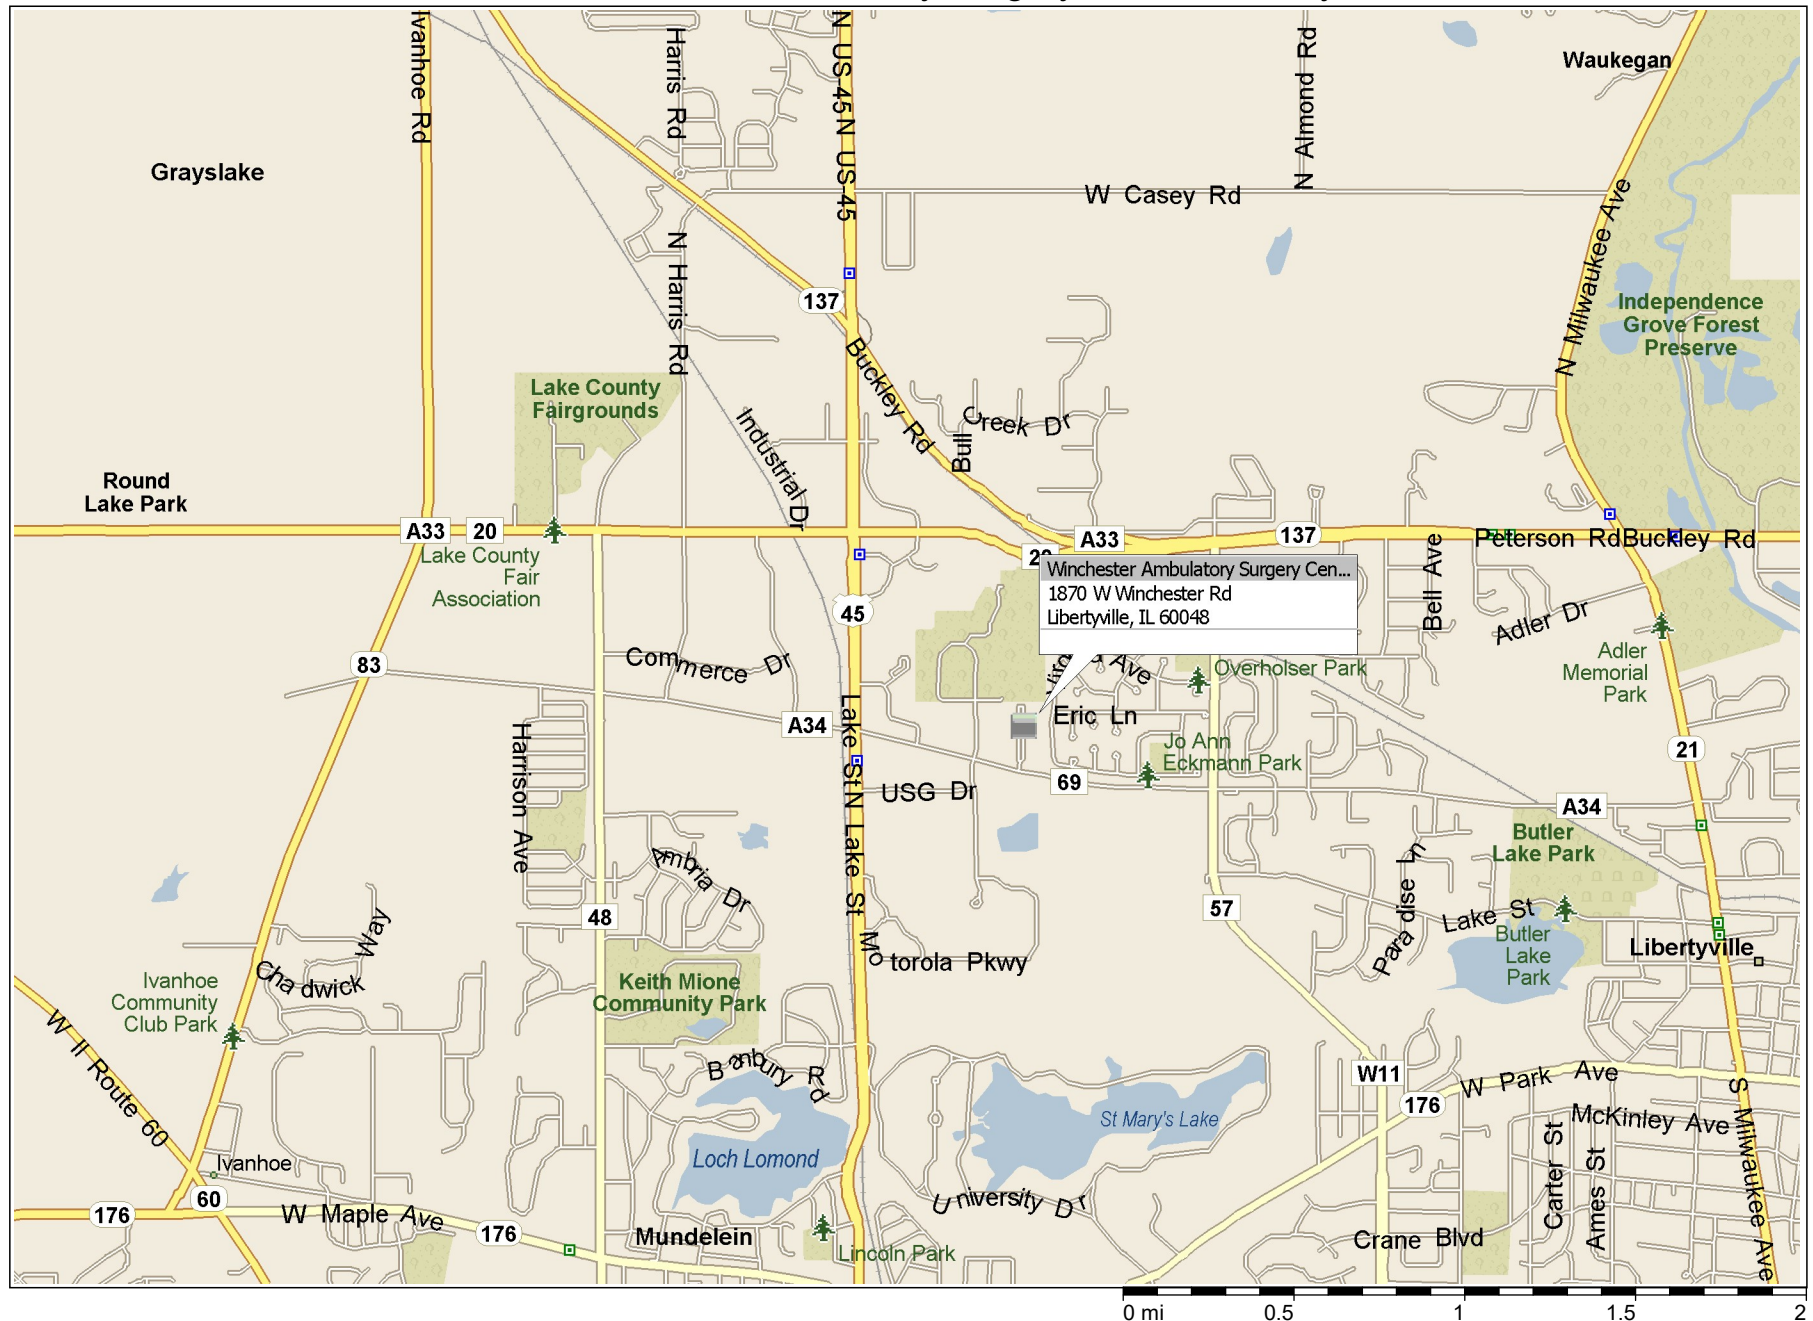 Ivanhoe Rd
Harris Rd
N US-45
N US-45
N Almond Rd
Waukegan
Grayslake
W Casey Rd
N Milwaukee Ave
N Harris Rd
137
Independence
Grove Forest
Preserve
Buckley Rd
Lake County
Fairgrounds
Industrial Dr
Bull
Creek Dr
Round
Lake Park
A33
20
A33
137
Peterson Rd
Buckley Rd
Lake County
Fair
Association
Winchester Ambulatory Surgery Cen...
1870 W Winchester Rd
Libertyville, IL 60048
Bell Ave
Adler Dr
45
83
Commerce Dr
Ave
Overholser Park
Adler
Memorial
Park
A34
Lake St
Eric Ln
Harrison Ave
Jo Ann
Eckmann Park
21
USG Dr
69
A34
N Lake St
Butler
Lake Park
Ambria Dr
Paradise Ln
48
57
Lake St
Chadwick Way
Motorola Pkwy
Butler
Lake
Park
Libertyville
Ivanhoe
Community
Club Park
Keith Mione
Community Park
W Il Route 60
Banbury Rd
W11
176
W Park Ave
St Mary's Lake
McKinley Ave
S Milwaukee Ave
Loch Lomond
Ivanhoe
60
176
W Maple Ave
176
Mundelein
Lincoln Park
University Dr
Carter St
Ames St
Crane Blvd
0 mi 0.5 1 1.5 2